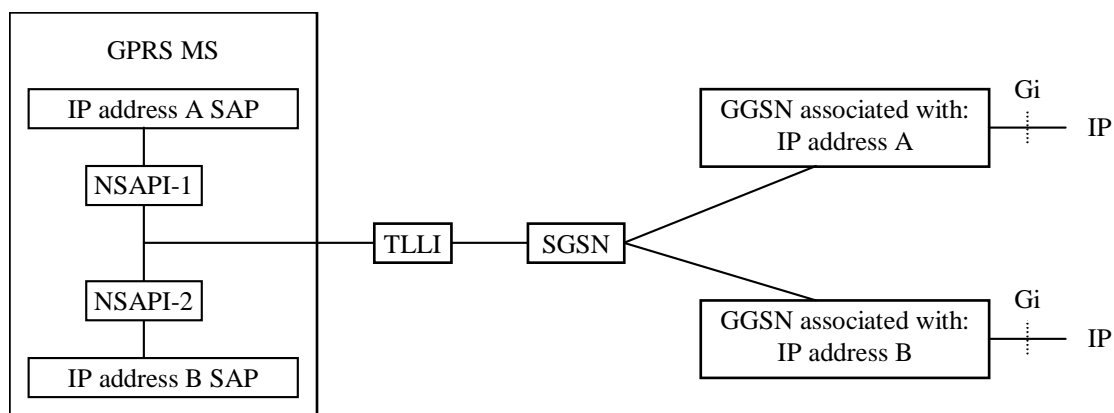 GPRS MS
IP address A SAP
NSAPI-1
NSAPI-2
IP address B SAP
TLLI
SGSN
GGSN associated with:
IP address A
Gi
IP
GGSN associated with:
IP address B
Gi
IP